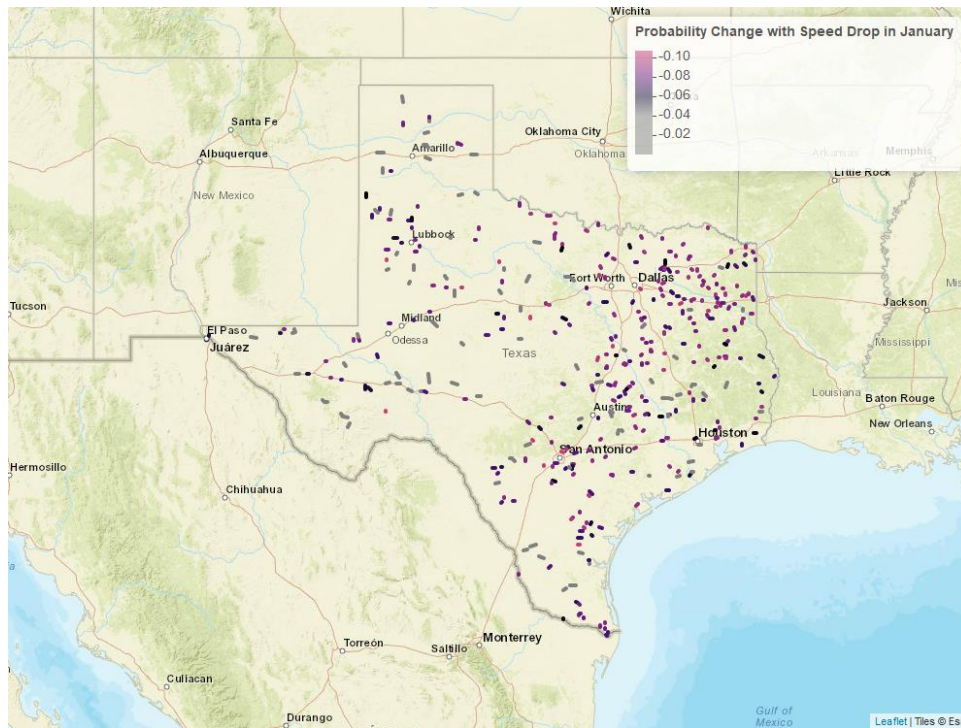 Wichita
Probability Change with Speed Drop in January
-0.10
-0.08
-0.06
-0.04
-0.02
Santa Fe
Oklahoma City
Oklahoma
Amarillo
Albuquerque
Arkansas
Memphis
Little Rock
New Mexico
Lubbock
Fort Worth
Dallas
Tucson
Jackson
Midland
El Paso
Odessa
Juárez
Texas
Mississippi
Louisiana
Baton Rouge
Austin
New Orleans
Houston
San Antonio
Hermosillo
Chihuahua
Monterrey
Torreón
Saltillo
Culiacan
Durango
Gulf of
Mexico
Leaflet | Tiles © Es